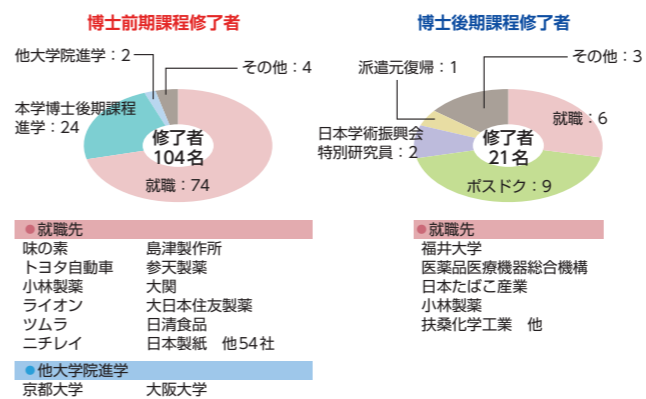 博士前期課程修了者
他大学院進学：2
その他：4
本学博士後期課程
進学：24
修了者
104名
就職：74
●就職先
味の素 島津製作所
トヨタ自動車 参天製薬
小林製薬 大関
ライオン 大日本住友製薬
ツムラ 日清食品
ニチレイ 日本製紙 他54社
●他大学院進学
京都大学 大阪大学
博士後期課程修了者
その他：3
派遣元復帰：1
就職：6
日本学術振興会
特別研究員：2
修了者
21名
ポスドク：9
●就職先
福井大学
医薬品医療機器総合機構
日本たばこ産業
小林製薬
扶桑化学工業 他